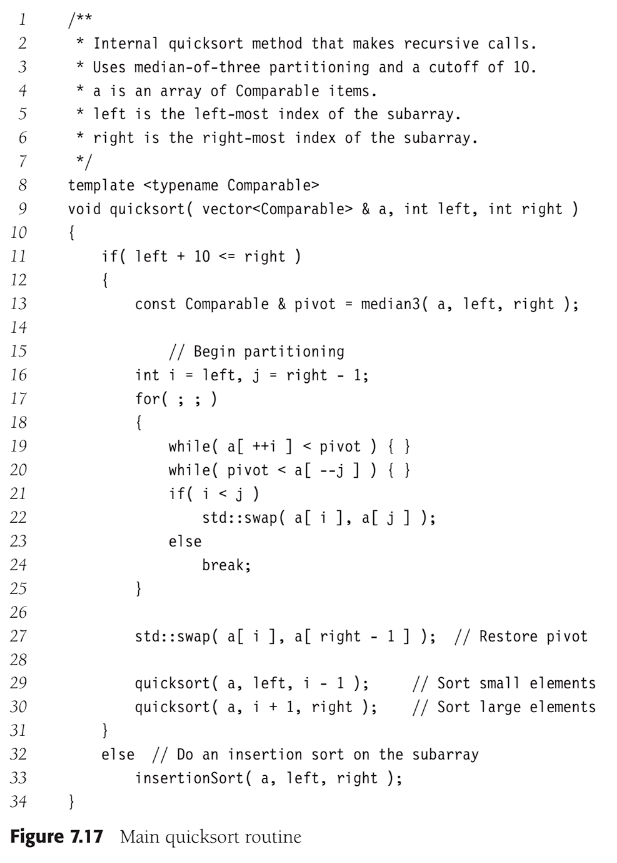 1 /**
2 * Internal quicksort method that makes recursive calls.
3 * Uses median-of-three partitioning and a cutoff of 10.
4 * a is an array of Comparable items.
5 * left is the left-most index of the subarray.
6 * right is the right-most index of the subarray.
7 */
8 template <typename Comparable>
9 void quicksort( vector<Comparable> & a, int left, int right )
10 {
11 if( left + 10 <= right )
12 {
13 const Comparable & pivot = median3( a, left, right );
14
15 // Begin partitioning
16 int i = left, j = right - 1;
17 for( ; ; )
18 {
19 while( a[ ++i ] < pivot ) { }
20 while( pivot < a[ --j ] ) { }
21 if( i < j )
22 std::swap( a[ i ], a[ j ] );
23 else
24 break;
25 }
26
27 std::swap( a[ i ], a[ right - 1 ] ); // Restore pivot
28
29 quicksort( a, left, i - 1 ); // Sort small elements
30 quicksort( a, i + 1, right ); // Sort large elements
31 }
32 else // Do an insertion sort on the subarray
33 insertionSort( a, left, right );
34 }
Figure 7.17 Main quicksort routine